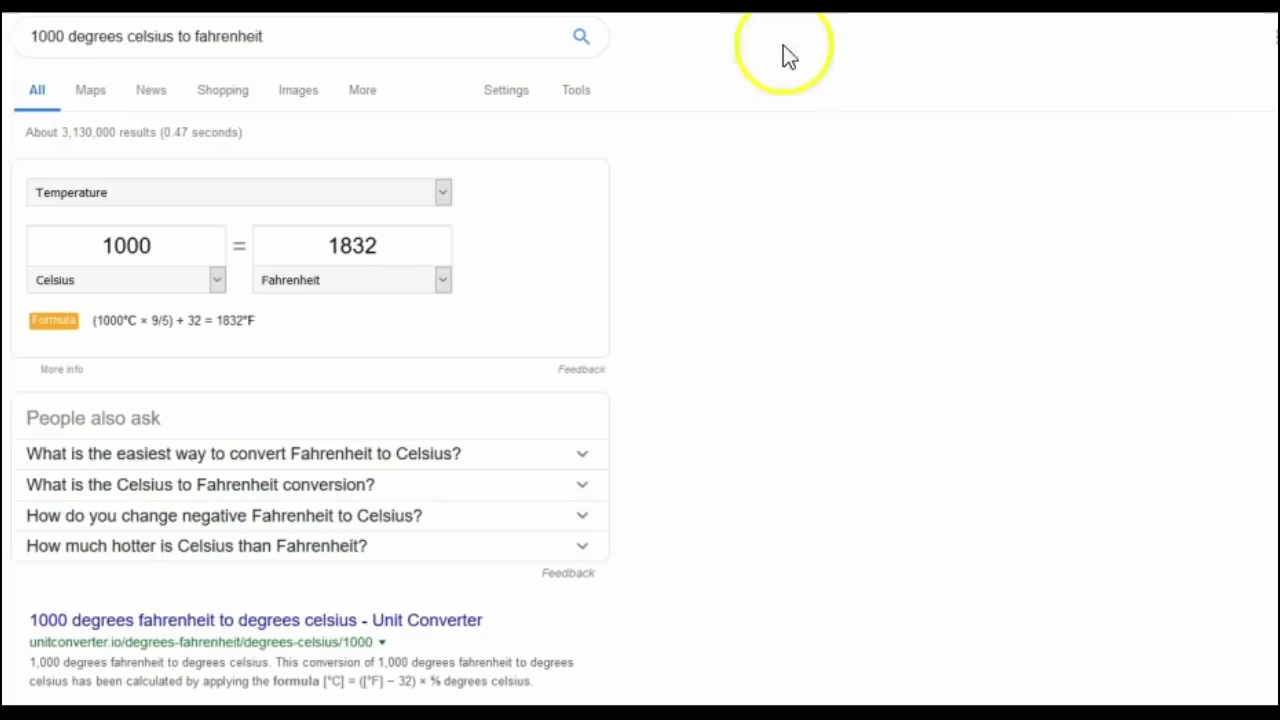 1000 degrees celsius to fahrenheit
All Maps News Shopping Images More Settings Tools
About 3,130,000 results (0.47 seconds)
Temperature
1000 = 1832
Celsius Fahrenheit
Formula (1000°C × 9/5) + 32 = 1832°F
More info Feedback
People also ask
What is the easiest way to convert Fahrenheit to Celsius?
What is the Celsius to Fahrenheit conversion?
How do you change negative Fahrenheit to Celsius?
How much hotter is Celsius than Fahrenheit?
Feedback
1000 degrees fahrenheit to degrees celsius - Unit Converter
unitconverter.io/degrees-fahrenheit/degrees-celsius/1000
1,000 degrees fahrenheit to degrees celsius. This conversion of 1,000 degrees fahrenheit to degrees
celsius has been calculated by applying the formula [°C] = ([°F] − 32) × ⁵⁄₉ degrees celsius.